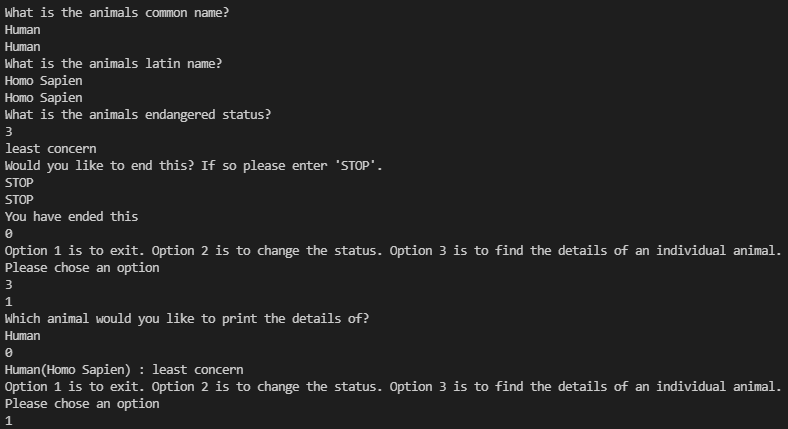 What is the animals common name?
Human
Human
What is the animals latin name?
Homo Sapien
Homo Sapien
What is the animals endangered status?
3
least concern
Would you like to end this? If so please enter 'STOP'.
STOP
STOP
You have ended this
0
Option 1 is to exit. Option 2 is to change the status. Option 3 is to find the details of an individual animal.
Please chose an option
3
1
Which animal would you like to print the details of?
Human
0
Human(Homo Sapien) : least concern
Option 1 is to exit. Option 2 is to change the status. Option 3 is to find the details of an individual animal.
Please chose an option
1